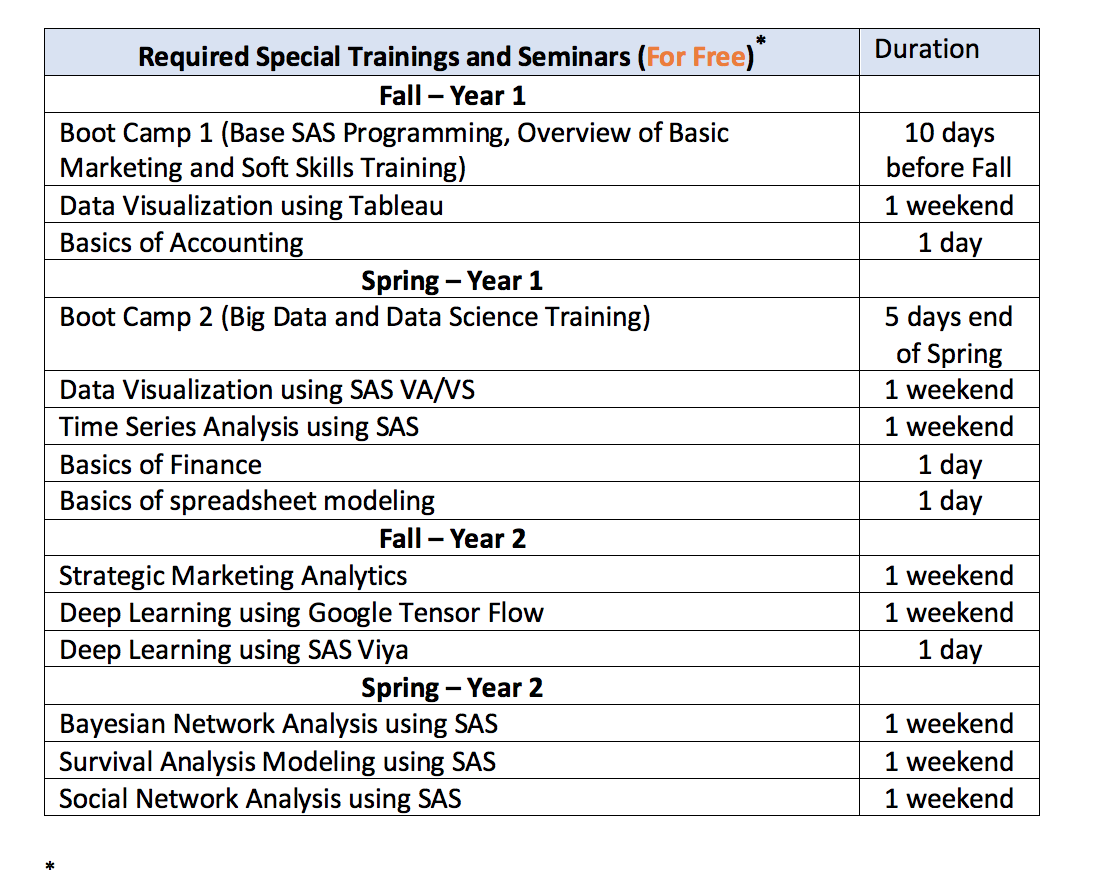 Required Special Trainings and Seminars (For Free)* Duration
Fall – Year 1
Boot Camp 1 (Base SAS Programming, Overview of Basic 10 days
Marketing and Soft Skills Training) before Fall
Data Visualization using Tableau 1 weekend
Basics of Accounting 1 day
Spring – Year 1
Boot Camp 2 (Big Data and Data Science Training) 5 days end
of Spring
Data Visualization using SAS VA/VS 1 weekend
Time Series Analysis using SAS 1 weekend
Basics of Finance 1 day
Basics of spreadsheet modeling 1 day
Fall – Year 2
Strategic Marketing Analytics 1 weekend
Deep Learning using Google Tensor Flow 1 weekend
Deep Learning using SAS Viya 1 day
Spring – Year 2
Bayesian Network Analysis using SAS 1 weekend
Survival Analysis Modeling using SAS 1 weekend
Social Network Analysis using SAS 1 weekend
*